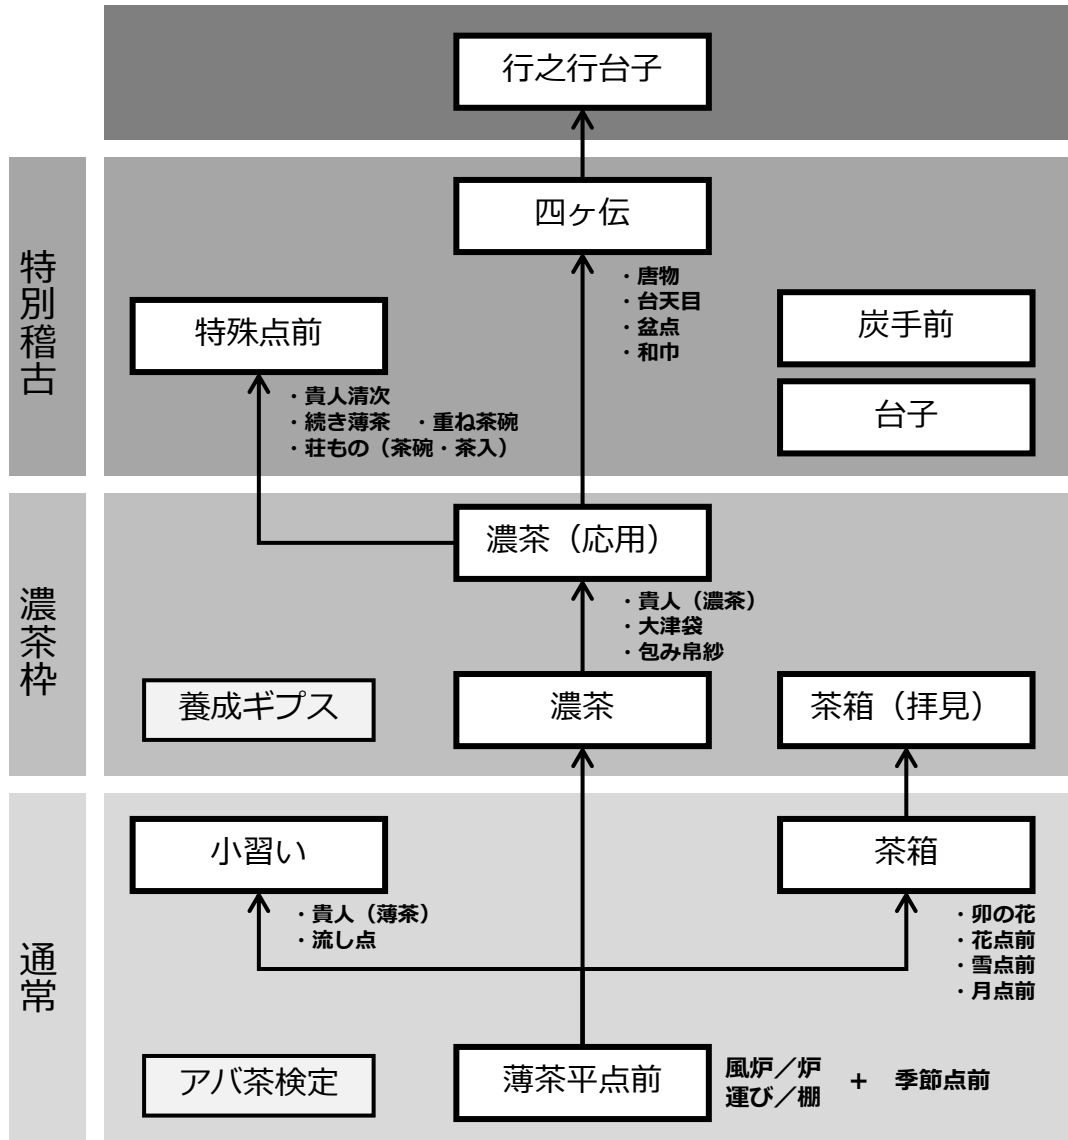 行之行台子
特別稽古
四ヶ伝
・唐物
・台天目
・盆点
・和巾
特殊点前
・貴人清次
・続き薄茶　・重ね茶碗
・荘もの（茶碗・茶入）
炭手前
台子
濃茶枠
濃茶（応用）
・貴人（濃茶）
・大津袋
・包み帛紗
養成ギプス
濃茶
茶箱（拝見）
通常
小習い
・貴人（薄茶）
・流し点
茶箱
・卯の花
・花点前
・雪点前
・月点前
アバ茶検定
薄茶平点前
風炉／炉
運び／棚
+
季節点前